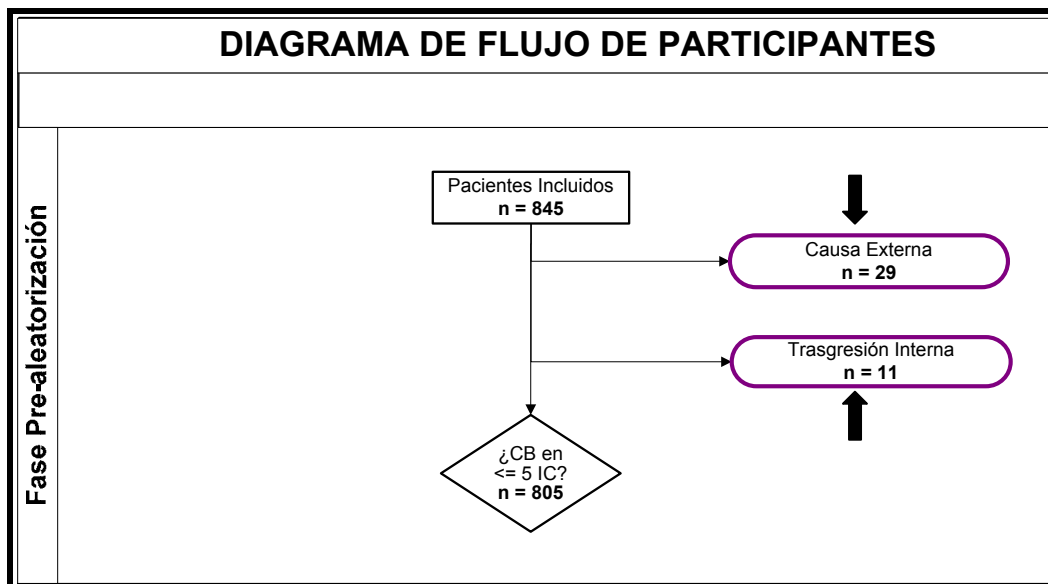 DIAGRAMA DE FLUJO DE PARTICIPANTES
Fase Pre-aleatorización
Pacientes Incluidos
n = 845
Causa Externa
n = 29
Trasgresión Interna
n = 11
¿CB en
<= 5 IC?
n = 805